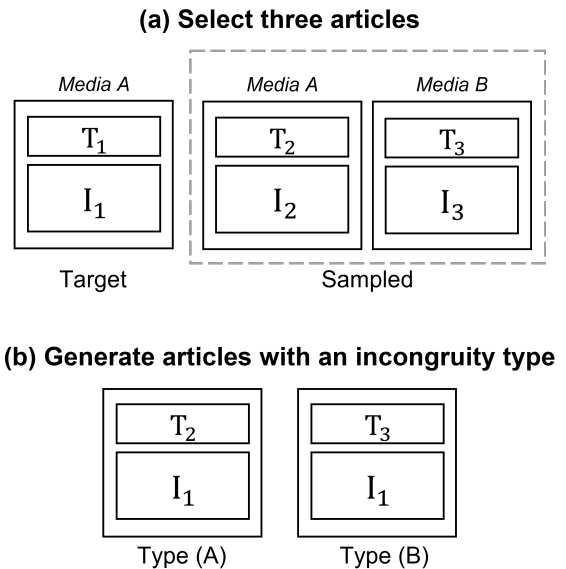 (a) Select three articles
Media A Media A Media B
T₁ T₂ T₃
I₁ I₂ I₃
Target Sampled
(b) Generate articles with an incongruity type
T₂ T₃
I₁ I₁
Type (A) Type (B)